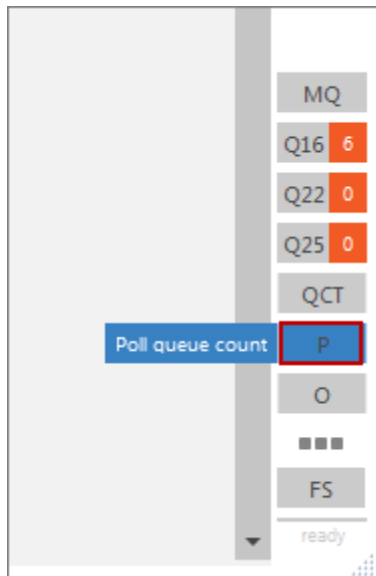 MQ
Q16 6
Q22 0
Q25 0
QCT
Poll queue count P
O
FS
ready